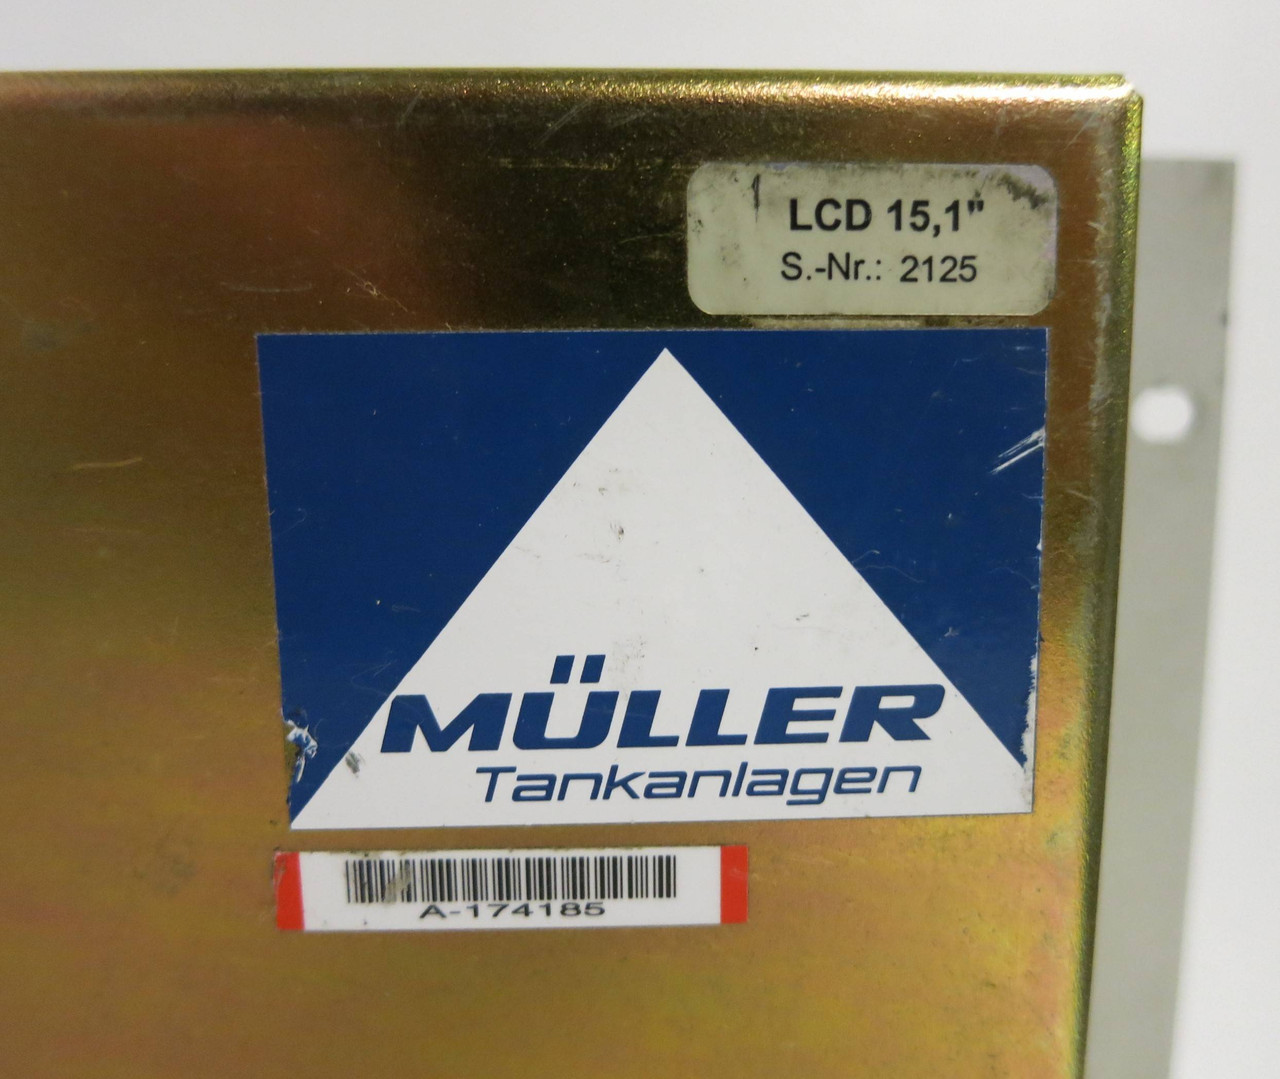 LCD 15,1"
S.-Nr.: 2125
MÜLLER
Tankanlagen
A-174185